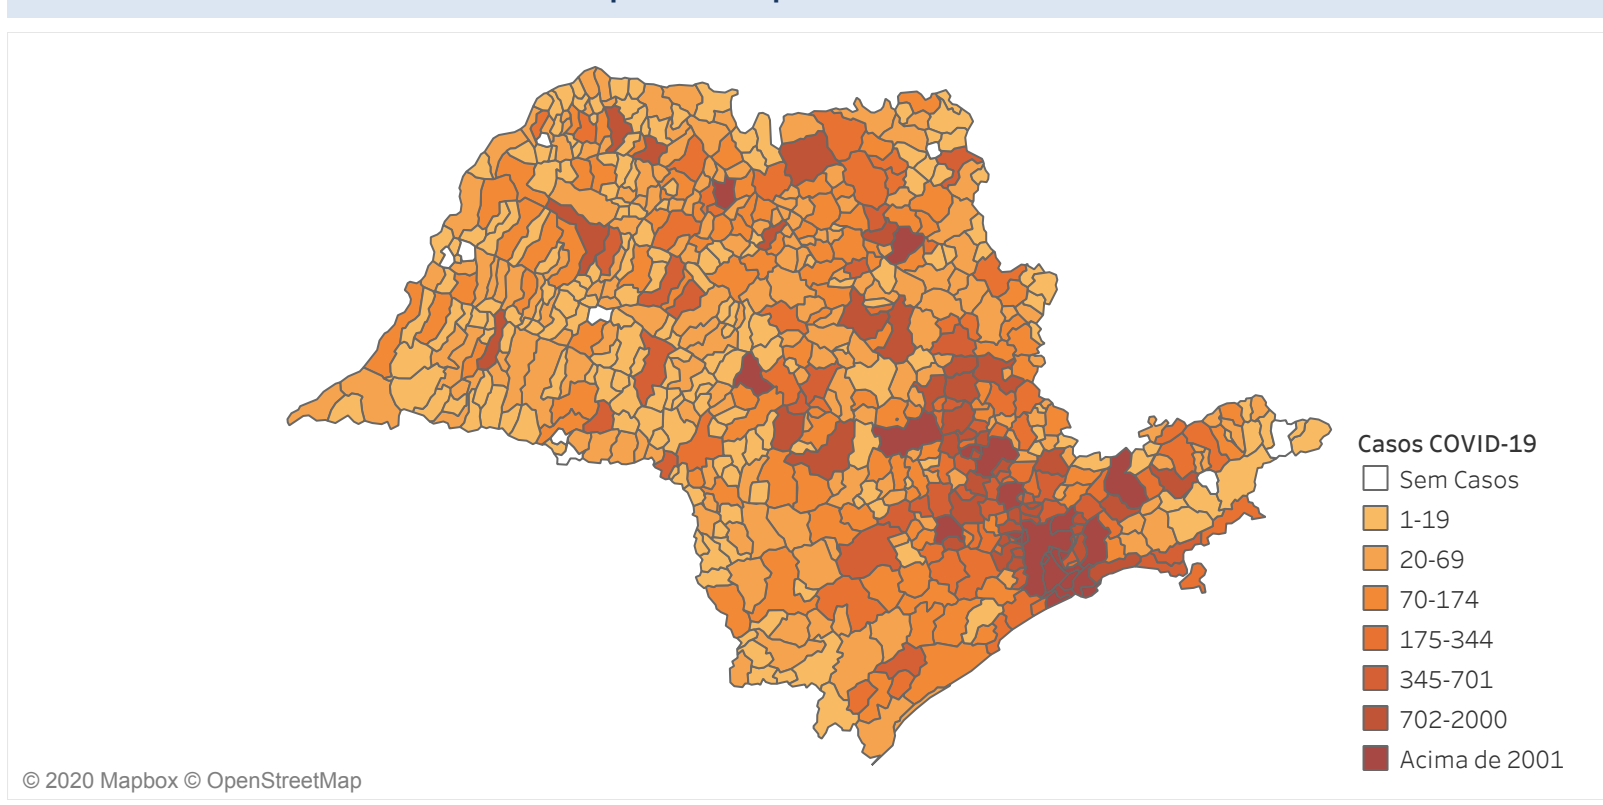 Casos COVID-19
Sem Casos
1-19
20-69
70-174
175-344
345-701
702-2000
Acima de 2001
© 2020 Mapbox © OpenStreetMap